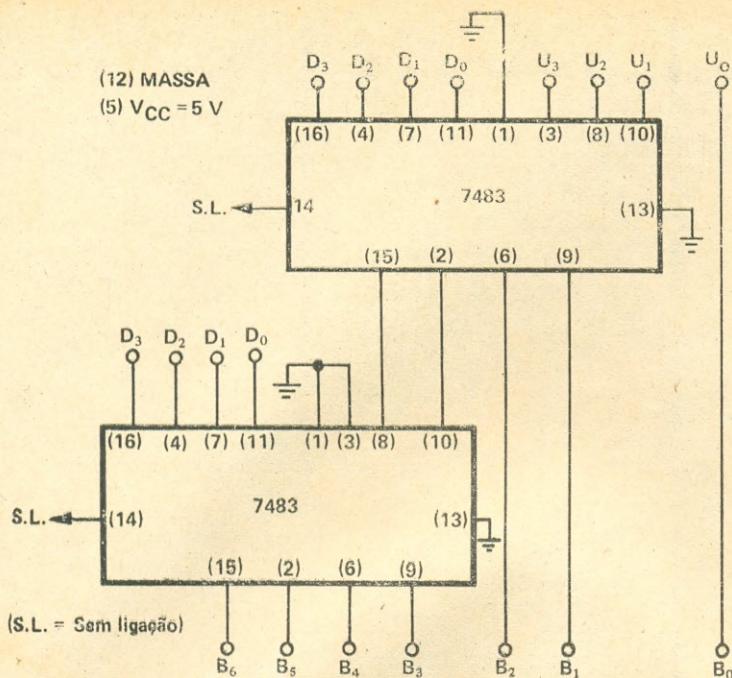 (12) MASSA
(5) VCC = 5 V
D3 D2 D1 D0 U3 U2 U1 U0
(16) (4) (7) (11) (1) (3) (8) (10)
S.L. 14 7483 (13)
(15) (2) (6) (9)
D3 D2 D1 D0
(16) (4) (7) (11) (1) (3) (8) (10)
S.L. (14) 7483 (13)
(15) (2) (6) (9)
(S.L. = Sem ligação)
B6 B5 B4 B3 B2 B1 B0